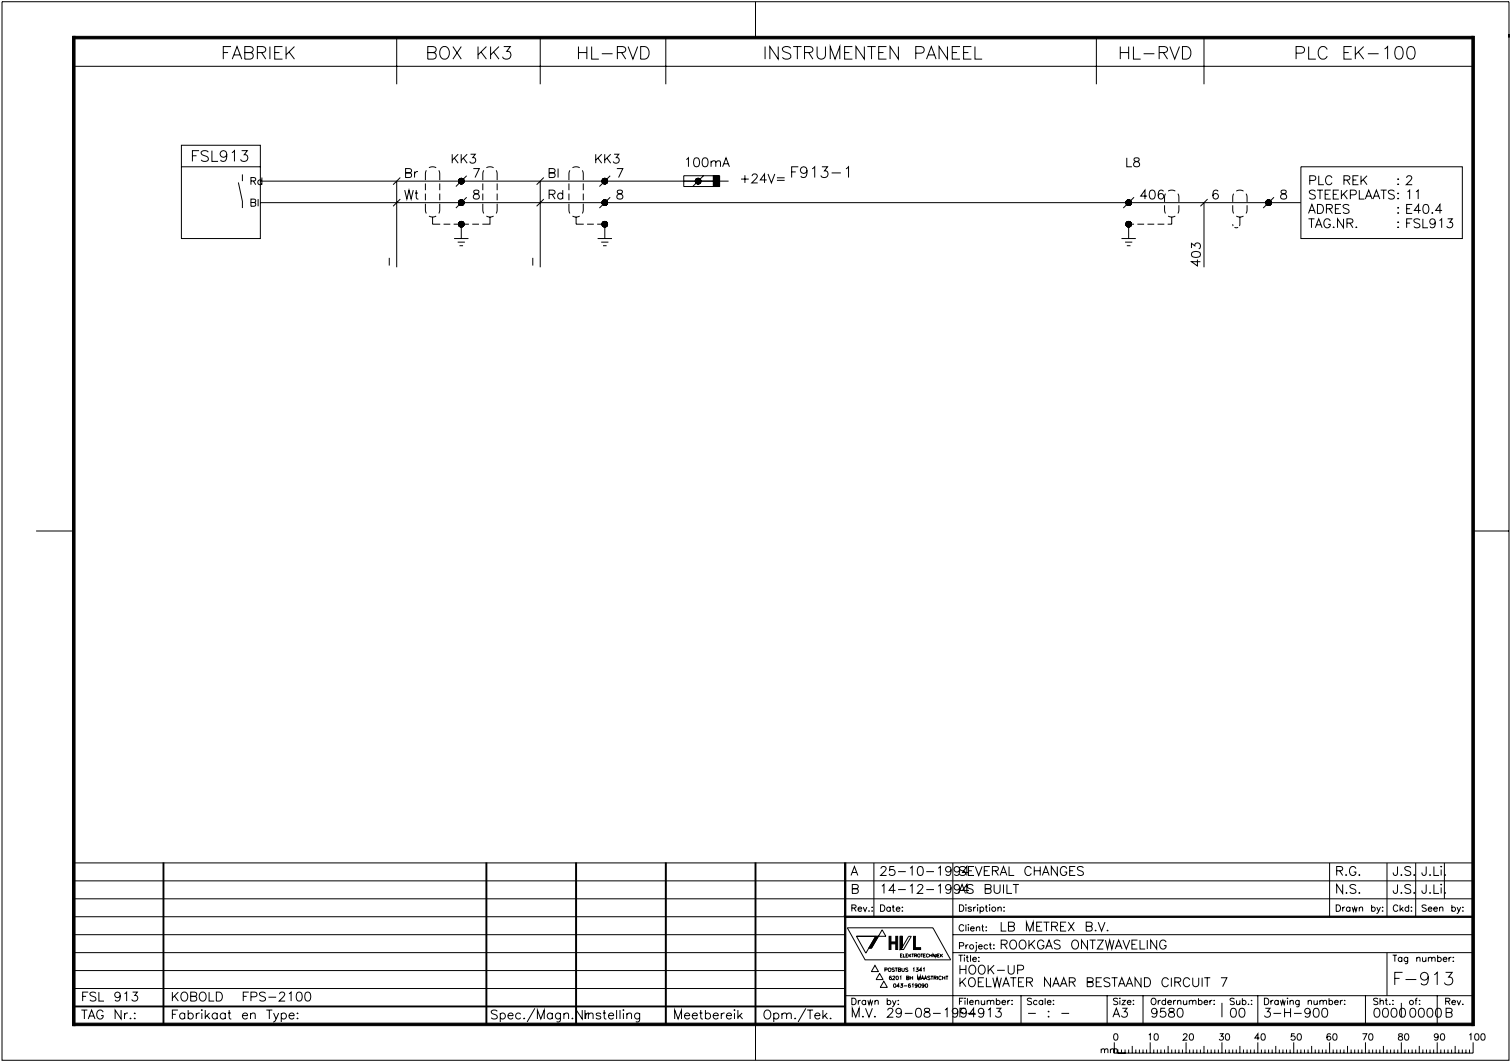 FABRIEK BOX KK3 HL-RVD INSTRUMENTEN PANEEL HL-RVD PLC EK-100
FSL913
Rd
Bl
Br KK3 7
Wt 8
Bl KK3 7
Rd 8
100mA
+24V= F913-1
L8
406 6 8
403
I I
PLC REK : 2
STEEKPLAATS: 11
ADRES : E40.4
TAG.NR. : FSL913
A 25-10-1994 SEVERAL CHANGES R.G. J.S. J.Li.
B 14-12-1994 AS BUILT N.S. J.S. J.Li.
Rev.: Date: Disription: Drawn by: Ckd: Seen by:
HVL
ELEKTROTECHNIEK
POSTBUS 1341
6201 BH MAASTRICHT
043-619090
Client: LB METREX B.V.
Project: ROOKGAS ONTZWAVELING
Title:
HOOK-UP
KOELWATER NAAR BESTAAND CIRCUIT 7
Tag number:
F-913
FSL 913 KOBOLD FPS-2100
TAG Nr.: Fabrikaat en Type: Spec./Magn.Nr. Instelling Meetbereik Opm./Tek.
Drawn by: Filenumber: Scale: Size: Ordernumber: Sub.: Drawing number: Sht.: of: Rev.
M.V. 29-08-1994 F-913 - : - A3 9580 00 3-H-900 0000 0000 B
0 10 20 30 40 50 60 70 80 90 100
mm